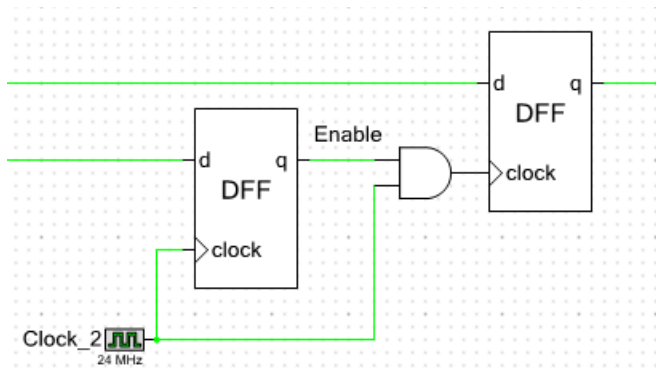 d q
DFF
clock
Enable
d q
DFF
clock
Clock_2
24 MHz